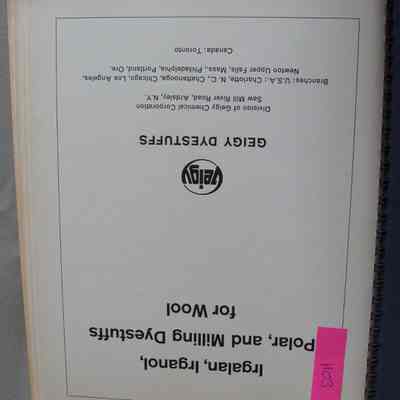 Irgalan, Irganol,
Polar, and Milling Dyestuffs
for Wool
Geigy
GEIGY DYESTUFFS
Division of Geigy Chemical Corporation
Saw Mill River Road, Ardsley, N.Y.
Branches: U.S.A.: Charlotte, N. C., Chattanooga, Chicago, Los Angeles,
Newton Upper Falls, Mass., Philadelphia, Portland, Ore.
Canada: Toronto